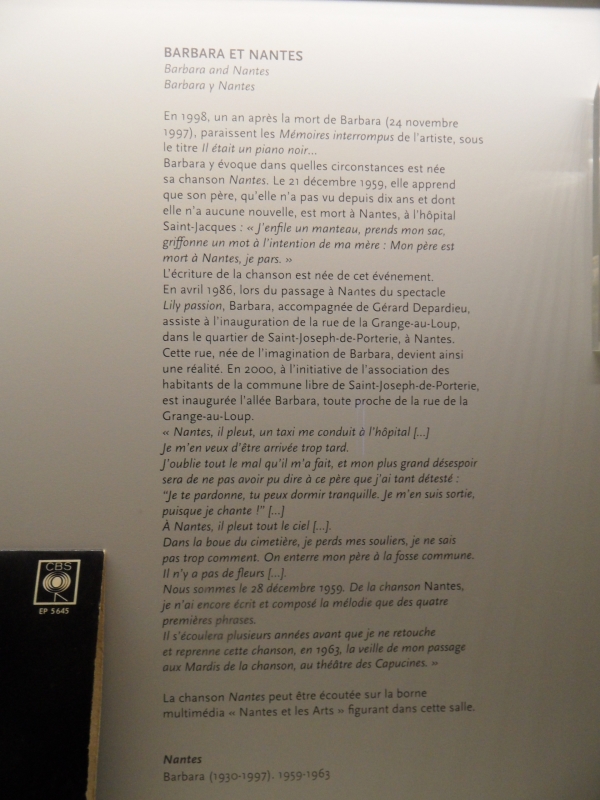 BARBARA ET NANTES
Barbara and Nantes
Barbara y Nantes
En 1998, un an après la mort de Barbara (24 novembre
1997), paraissent les Mémoires interrompus de l'artiste, sous
le titre Il était un piano noir...
Barbara y évoque dans quelles circonstances est née
sa chanson Nantes. Le 21 décembre 1959, elle apprend
que son père, qu'elle n'a pas vu depuis dix ans et dont
elle n'a aucune nouvelle, est mort à Nantes, à l'hôpital
Saint-Jacques : « J'enfile un manteau, prends mon sac,
griffonne un mot à l'intention de ma mère : Mon père est
mort à Nantes, je pars. »
L'écriture de la chanson est née de cet événement.
En avril 1986, lors du passage à Nantes du spectacle
Lily passion, Barbara, accompagnée de Gérard Depardieu,
assiste à l'inauguration de la rue de la Grange-au-Loup,
dans le quartier de Saint-Joseph-de-Porterie, à Nantes.
Cette rue, née de l'imagination de Barbara, devient ainsi
une réalité. En 2000, à l'initiative de l'association des
habitants de la commune libre de Saint-Joseph-de-Porterie,
est inaugurée l'allée Barbara, toute proche de la rue de la
Grange-au-Loup.
« Nantes, il pleut, un taxi me conduit à l'hôpital [...]
Je m'en veux d'être arrivée trop tard.
J'oublie tout le mal qu'il m'a fait, et mon plus grand désespoir
sera de ne pas avoir pu dire à ce père que j'ai tant détesté :
"Je te pardonne, tu peux dormir tranquille. Je m'en suis sortie,
puisque je chante !" [...]
À Nantes, il pleut tout le ciel [...].
Dans la boue du cimetière, je perds mes souliers, je ne sais
pas trop comment. On enterre mon père à la fosse commune.
Il n'y a pas de fleurs [...].
Nous sommes le 28 décembre 1959. De la chanson Nantes,
je n'ai encore écrit et composé la mélodie que des quatre
premières phrases.
Il s'écoulera plusieurs années avant que je ne retouche
et reprenne cette chanson, en 1963, la veille de mon passage
aux Mardis de la chanson, au théâtre des Capucines. »
La chanson Nantes peut être écoutée sur la borne
multimédia « Nantes et les Arts » figurant dans cette salle.
Nantes
Barbara (1930-1997). 1959-1963
CBS
EP 5645